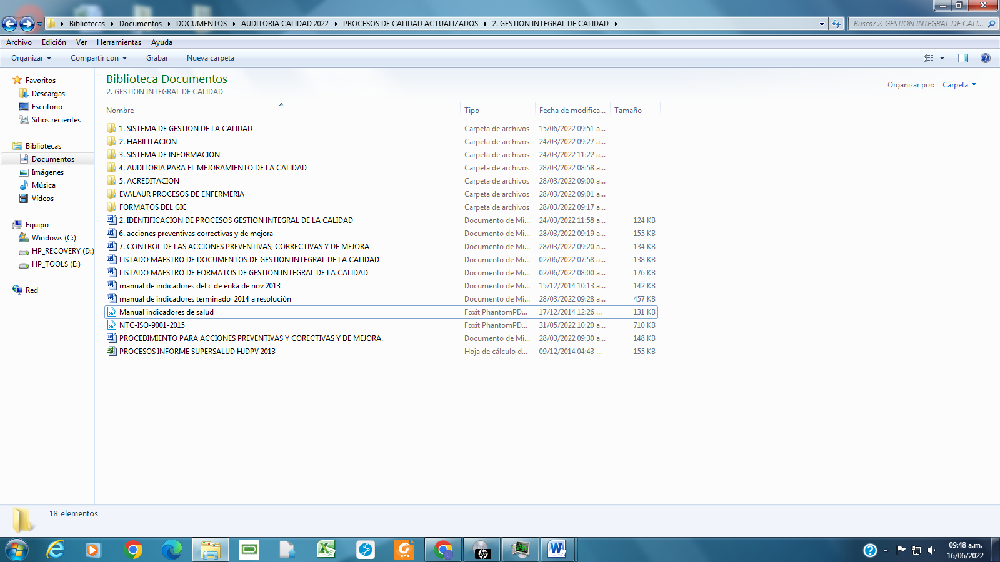 Bibliotecas Documentos DOCUMENTOS AUDITORIA CALIDAD 2022 PROCESOS DE CALIDAD ACTUALIZADOS 2. GESTION INTEGRAL DE CALIDAD
Buscar 2. GESTION INTEGRAL DE CALI...
Archivo Edición Ver Herramientas Ayuda
Organizar Compartir con Grabar Nueva carpeta
Favoritos
Descargas
Escritorio
Sitios recientes
Bibliotecas
Documentos
Imágenes
Música
Vídeos
Equipo
Windows (C:)
HP_RECOVERY (D:)
HP_TOOLS (E:)
Red
Biblioteca Documentos
2. GESTION INTEGRAL DE CALIDAD
Organizar por: Carpeta
Nombre Tipo Fecha de modifica... Tamaño
1. SISTEMA DE GESTION DE LA CALIDAD Carpeta de archivos 15/06/2022 09:51 a...
2. HABILITACION Carpeta de archivos 24/03/2022 09:27 a...
3. SISTEMA DE INFORMACION Carpeta de archivos 24/03/2022 11:22 a...
4. AUDITORIA PARA EL MEJORAMIENTO DE LA CALIDAD Carpeta de archivos 28/03/2022 08:58 a...
5. ACREDITACION Carpeta de archivos 28/03/2022 09:00 a...
EVALAUR PROCESOS DE ENFERMERIA Carpeta de archivos 28/03/2022 09:01 a...
FORMATOS DEL GIC Carpeta de archivos 28/03/2022 09:17 a...
2. IDENTIFICACION DE PROCESOS GESTION INTEGRAL DE LA CALIDAD Documento de Mi... 24/03/2022 11:58 a... 124 KB
6. acciones preventivas correctivas y de mejora Documento de Mi... 28/03/2022 09:19 a... 155 KB
7. CONTROL DE LAS ACCIONES PREVENTIVAS, CORRECTIVAS Y DE MEJORA Documento de Mi... 28/03/2022 09:20 a... 134 KB
LISTADO MAESTRO DE DOCUMENTOS DE GESTION INTEGRAL DE LA CALIDAD Documento de Mi... 02/06/2022 07:58 a... 138 KB
LISTADO MAESTRO DE FORMATOS DE GESTION INTEGRAL DE LA CALIDAD Documento de Mi... 02/06/2022 08:00 a... 176 KB
manual de indicadores del c de erika de nov 2013 Documento de Mi... 15/12/2014 10:13 a... 142 KB
manual de indicadores terminado  2014 a resoluciòn Documento de Mi... 28/03/2022 09:28 a... 457 KB
Manual indicadores de salud Foxit PhantomPD... 17/12/2014 12:26 ... 131 KB
NTC-ISO-9001-2015 Foxit PhantomPD... 31/05/2022 10:20 a... 710 KB
PROCEDIMIENTO PARA ACCIONES PREVENTIVAS Y CORECTIVAS Y DE MEJORA. Documento de Mi... 28/03/2022 09:30 a... 148 KB
PROCESOS INFORME SUPERSALUD HJDPV 2013 Hoja de cálculo d... 09/12/2014 04:43 ... 155 KB
18 elementos
PDF
L
hp
09:48 a.m.
16/06/2022